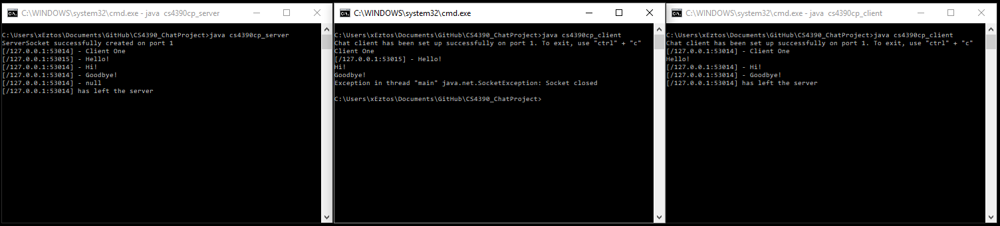 C:\WINDOWS\system32\cmd.exe - java  cs4390cp_server
C:\Users\xEztos\Documents\GitHub\CS4390_ChatProject>java cs4390cp_server
ServerSocket successfully created on port 1
[/127.0.0.1:53014] - Client One
[/127.0.0.1:53015] - Hello!
[/127.0.0.1:53014] - Hi!
[/127.0.0.1:53014] - Goodbye!
[/127.0.0.1:53014] - null
[/127.0.0.1:53014] has left the server
C:\WINDOWS\system32\cmd.exe
C:\Users\xEztos\Documents\GitHub\CS4390_ChatProject>java cs4390cp_client
Chat client has been set up successfully on port 1. To exit, use "ctrl" + "c"
Client One
[/127.0.0.1:53015] - Hello!
Hi!
Goodbye!
Exception in thread "main" java.net.SocketException: Socket closed
C:\Users\xEztos\Documents\GitHub\CS4390_ChatProject>
C:\WINDOWS\system32\cmd.exe - java  cs4390cp_client
C:\Users\xEztos\Documents\GitHub\CS4390_ChatProject>java cs4390cp_client
Chat client has been set up successfully on port 1. To exit, use "ctrl" + "c"
[/127.0.0.1:53014] - Client One
Hello!
[/127.0.0.1:53014] - Hi!
[/127.0.0.1:53014] - Goodbye!
[/127.0.0.1:53014] has left the server